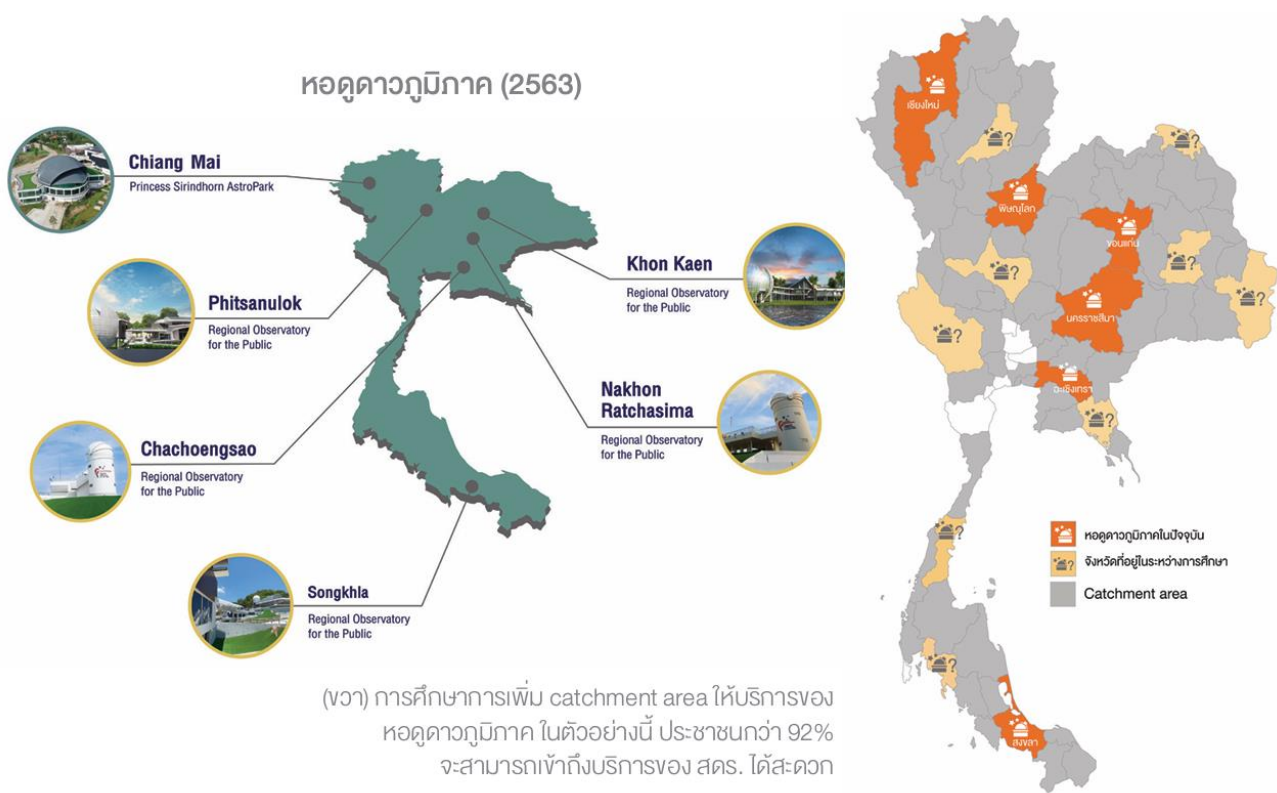 หอดูดาวภูมิภาค (2563)
Chiang Mai
Princess Sirindhorn AstroPark
Phitsanulok
Regional Observatory
for the Public
Khon Kaen
Regional Observatory
for the Public
Nakhon
Ratchasima
Regional Observatory
for the Public
Chachoengsao
Regional Observatory
for the Public
Songkhla
Regional Observatory
for the Public
(ขวา) การศึกษาการเพิ่ม catchment area ให้บริการของ
หอดูดาวภูมิภาค ในตัวอย่างนี้ ประชาชนกว่า 92%
จะสามารถเข้าถึงบริการของ สดร. ได้สะดวก
เชียงใหม่
?
?
พิษณุโลก
ขอนแก่น
?
?
?
นครราชสีมา
?
ฉะเชิงเทรา
?
?
?
สงขลา
หอดูดาวภูมิภาคในปัจจุบัน
? จังหวัดที่อยู่ในระหว่างการศึกษา
Catchment area